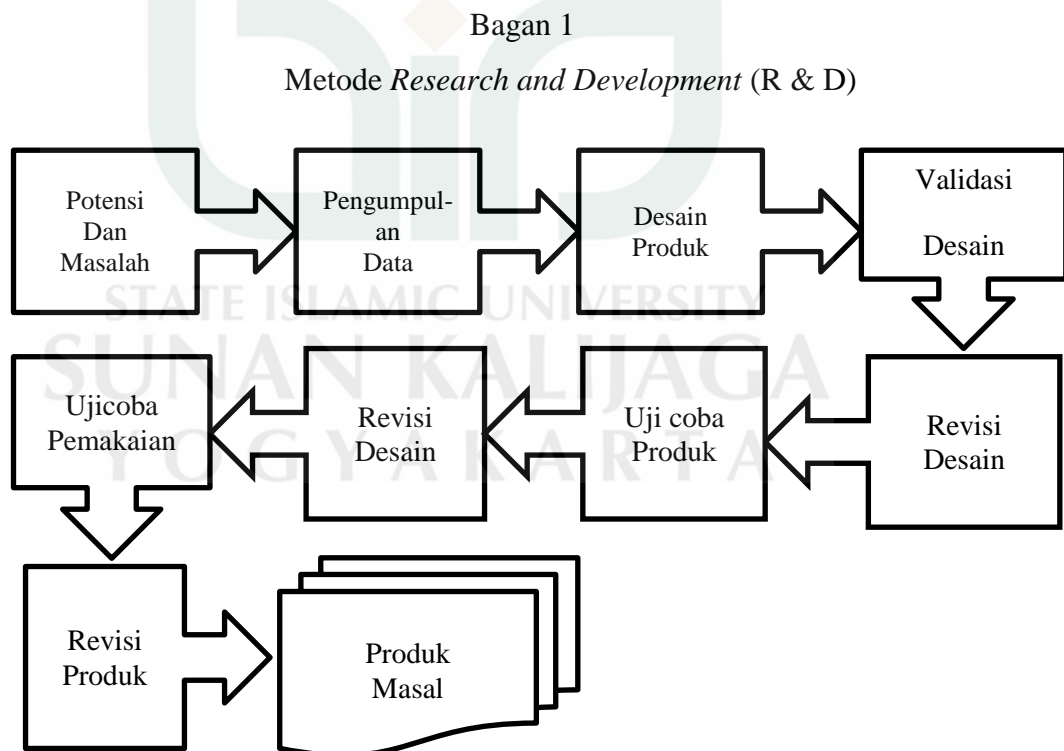 Bagan 1
Metode Research and Development (R & D)
Potensi
Dan
Masalah
Pengumpul-
an
Data
Desain
Produk
Validasi
Desain
STATE ISLAMIC UNIVERSITY
SUNAN KALIJAGA
YOGYAKARTA
Revisi
Desain
Uji coba
Produk
Revisi
Desain
Ujicoba
Pemakaian
Revisi
Produk
Produk
Masal